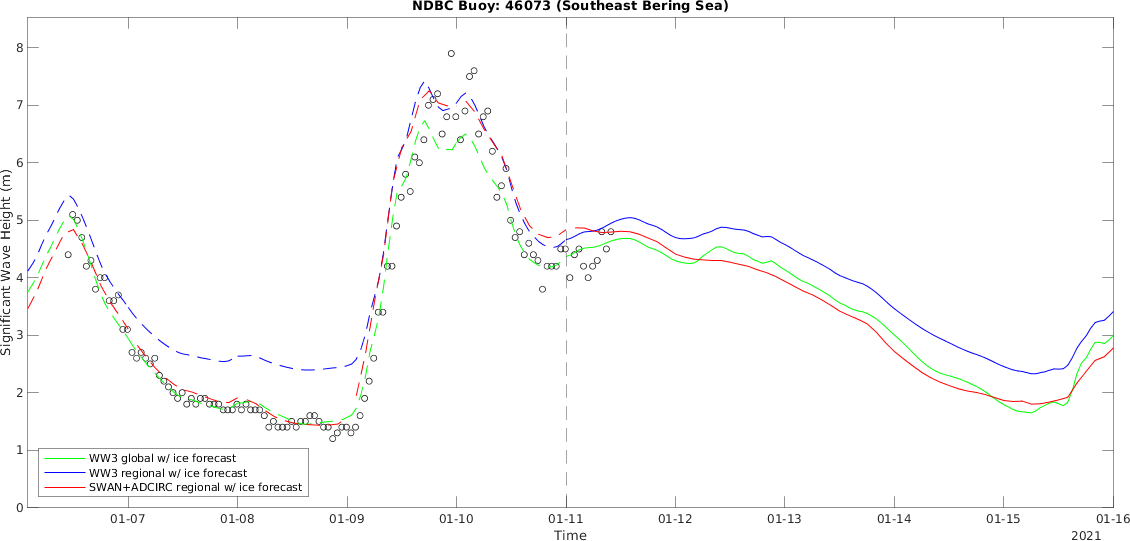 NDBC Buoy: 46073 (Southeast Bering Sea)
Significant Wave Height (m)
8
7
6
5
4
3
2
1
0
WW3 global w/ ice forecast
WW3 regional w/ ice forecast
SWAN+ADCIRC regional w/ ice forecast
01-07 01-08 01-09 01-10 01-11 01-12 01-13 01-14 01-15 01-16
Time
2021